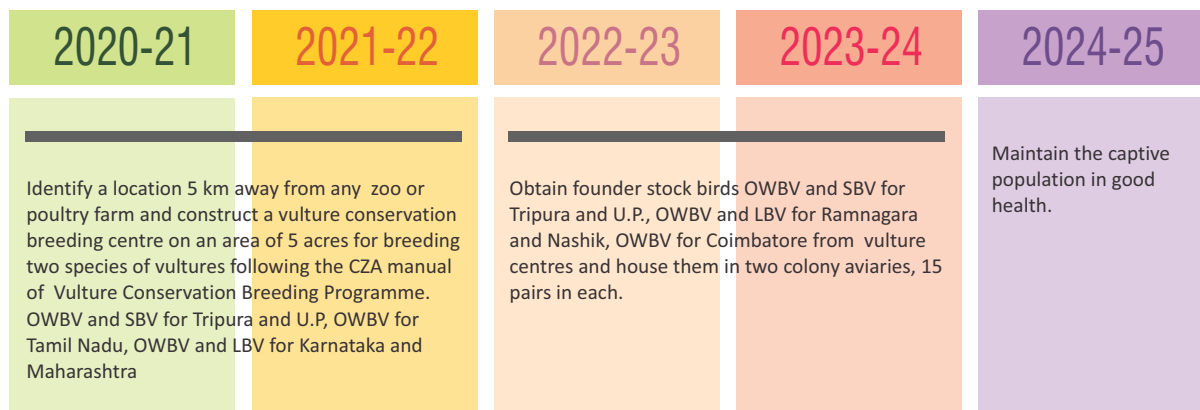 2020-21
2021-22
2022-23
2023-24
2024-25
Identify a location 5 km away from any zoo or
poultry farm and construct a vulture conservation
breeding centre on an area of 5 acres for breeding
two species of vultures following the CZA manual
of Vulture Conservation Breeding Programme.
OWBV and SBV for Tripura and U.P, OWBV for
Tamil Nadu, OWBV and LBV for Karnataka and
Maharashtra
Obtain founder stock birds OWBV and SBV for
Tripura and U.P., OWBV and LBV for Ramnagara
and Nashik, OWBV for Coimbatore from vulture
centres and house them in two colony aviaries, 15
pairs in each.
Maintain the captive
population in good
health.